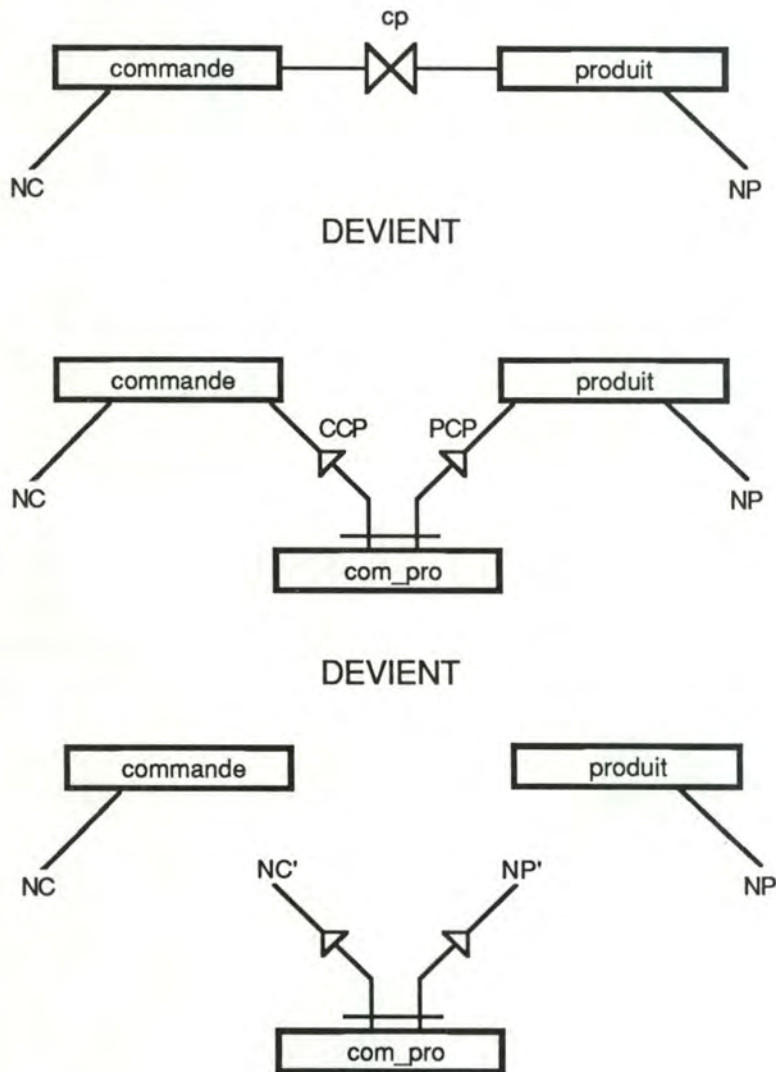 cp
commande produit
NC NP
DEVIENT
commande produit
CCP PCP
NC NP
com_pro
DEVIENT
commande produit
NC NC' NP' NP
com_pro